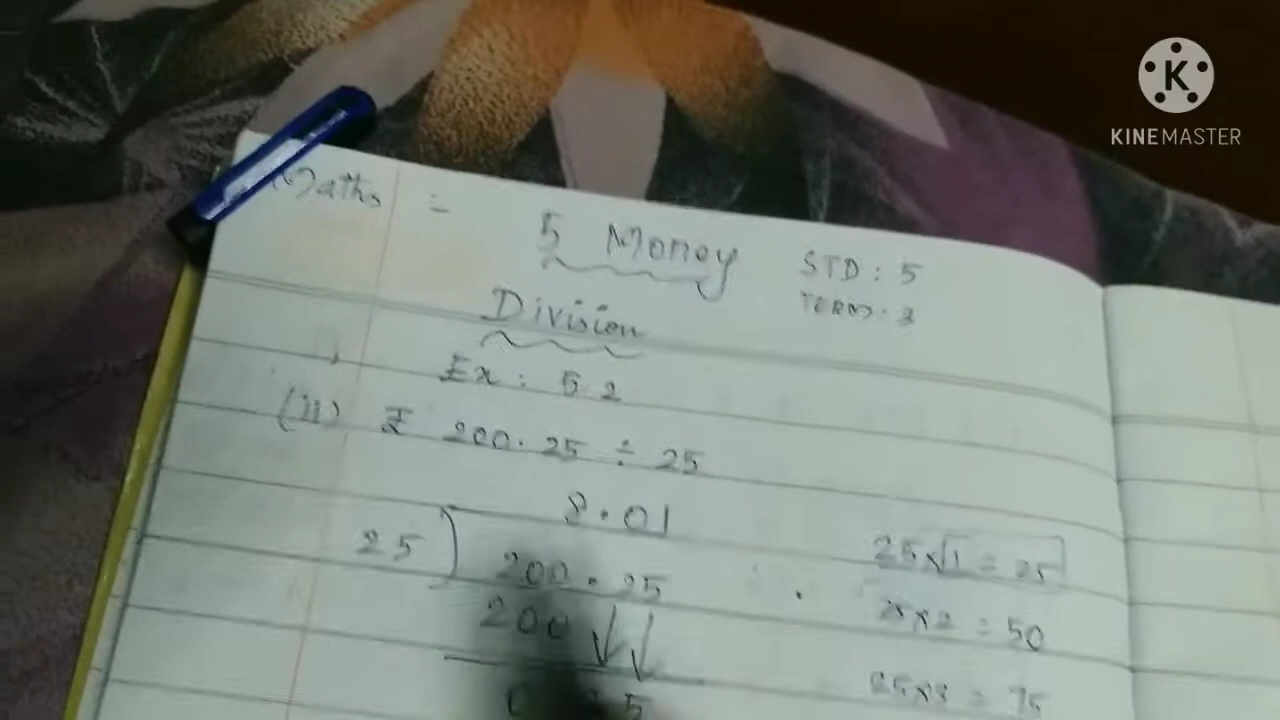 K
KINEMASTER
Maths =
5 Money STD : 5
TERM . 3
Division
Ex : 5.2
(ii) ₹ 200.25 ÷ 25
8.01
25 ) 200.25
200
25 x 1 = 25
25 x 2 = 50
25 x 3 = 75